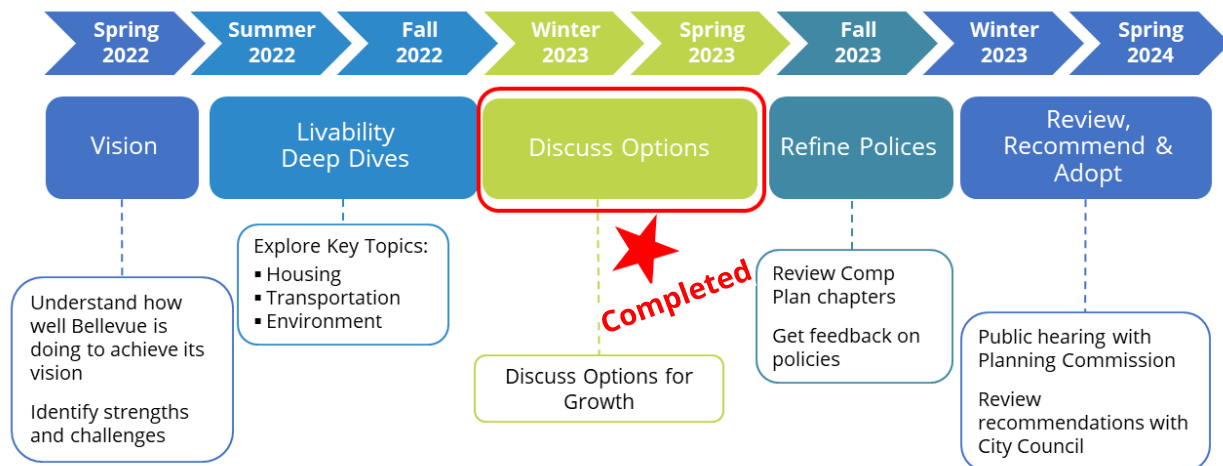 Spring
2022
Summer
2022
Fall
2022
Winter
2023
Spring
2023
Fall
2023
Winter
2023
Spring
2024
Vision
Livability
Deep Dives
Discuss Options
Refine Polices
Review,
Recommend &
Adopt
Understand how
well Bellevue is
doing to achieve its
vision
Identify strengths
and challenges
Explore Key Topics:
▪ Housing
▪ Transportation
▪ Environment
Completed
Discuss Options for
Growth
Review Comp
Plan chapters
Get feedback on
policies
Public hearing with
Planning Commission
Review
recommendations with
City Council